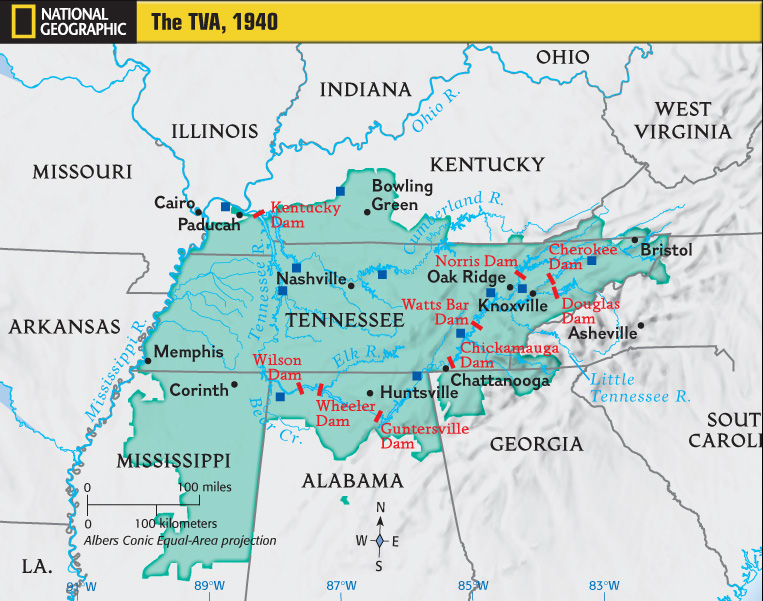 NATIONAL
GEOGRAPHIC
The TVA, 1940
OHIO
INDIANA
Ohio R.
WEST
VIRGINIA
ILLINOIS
MISSOURI
KENTUCKY
Bowling
Green
Cairo
Paducah
Kentucky
Dam
Cumberland R.
Bristol
Cherokee
Dam
Norris Dam
Oak Ridge
Nashville
Tennessee R.
Knoxville
Douglas
Dam
Watts Bar
Dam
TENNESSEE
ARKANSAS
Asheville
Mississippi R.
Memphis
Elk R.
Chickamauga
Dam
Wilson
Dam
Chattanooga
Little
Tennessee R.
Corinth
Huntsville
Wheeler
Dam
Bear Cr.
Guntersville
Dam
SOUT
CAROLI
GEORGIA
MISSISSIPPI
ALABAMA
0 100 miles
0 100 kilometers
Albers Conic Equal-Area projection
N
W E
S
LA.
91°W 89°W 87°W 85°W 83°W